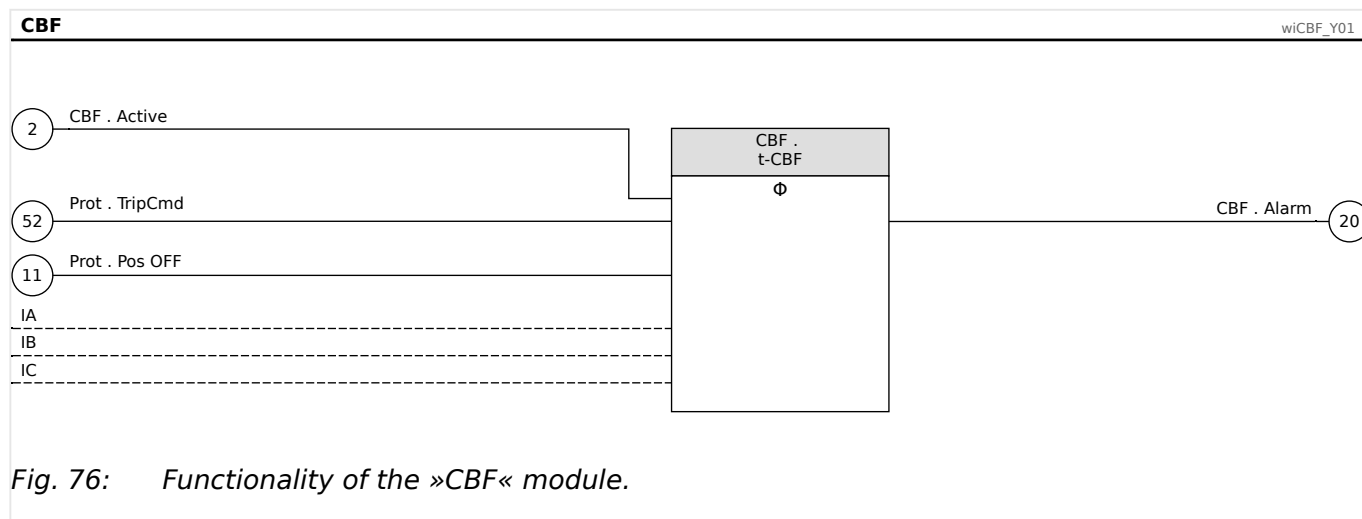 CBF
wiCBF_Y01
2
CBF . Active
CBF .
t-CBF
Φ
52
Prot . TripCmd
CBF . Alarm
20
11
Prot . Pos OFF
IA
IB
IC
Fig. 76: Functionality of the »CBF« module.